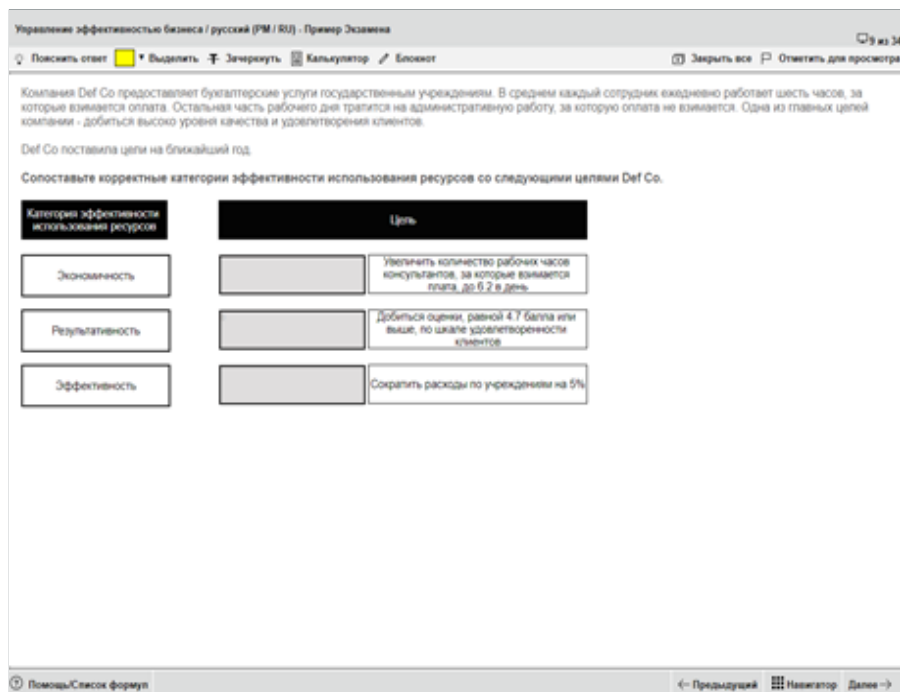 Управление эффективностью бизнеса / русский (PM / RU) - Пример Экзамена
9 из 34
Пояснить ответ Выделить Зачеркнуть Калькулятор Блокнот Закрыть все Отметить для просмотра
Компания Def Co предоставляет бухгалтерские услуги государственным учреждениям. В среднем каждый сотрудник ежедневно работает шесть часов, за
которые взимается оплата. Остальная часть рабочего дня тратится на административную работу, за которую оплата не взимается. Одна из главных целей
компании - добиться высоко уровня качества и удовлетворения клиентов.
Def Co поставила цели на ближайший год.
Сопоставьте корректные категории эффективности использования ресурсов со следующими целями Def Co.
Категория эффективности
использования ресурсов
Цель
Экономичность
Увеличить количество рабочих часов
консультантов, за которые взимается
плата, до 6.2 в день
Результативность
Добиться оценки, равной 4.7 балла или
выше, по шкале удовлетворенности
клиентов
Эффективность
Сократить расходы по учреждениям на 5%
Помощь/Список формул Предыдущий Навигатор Далее